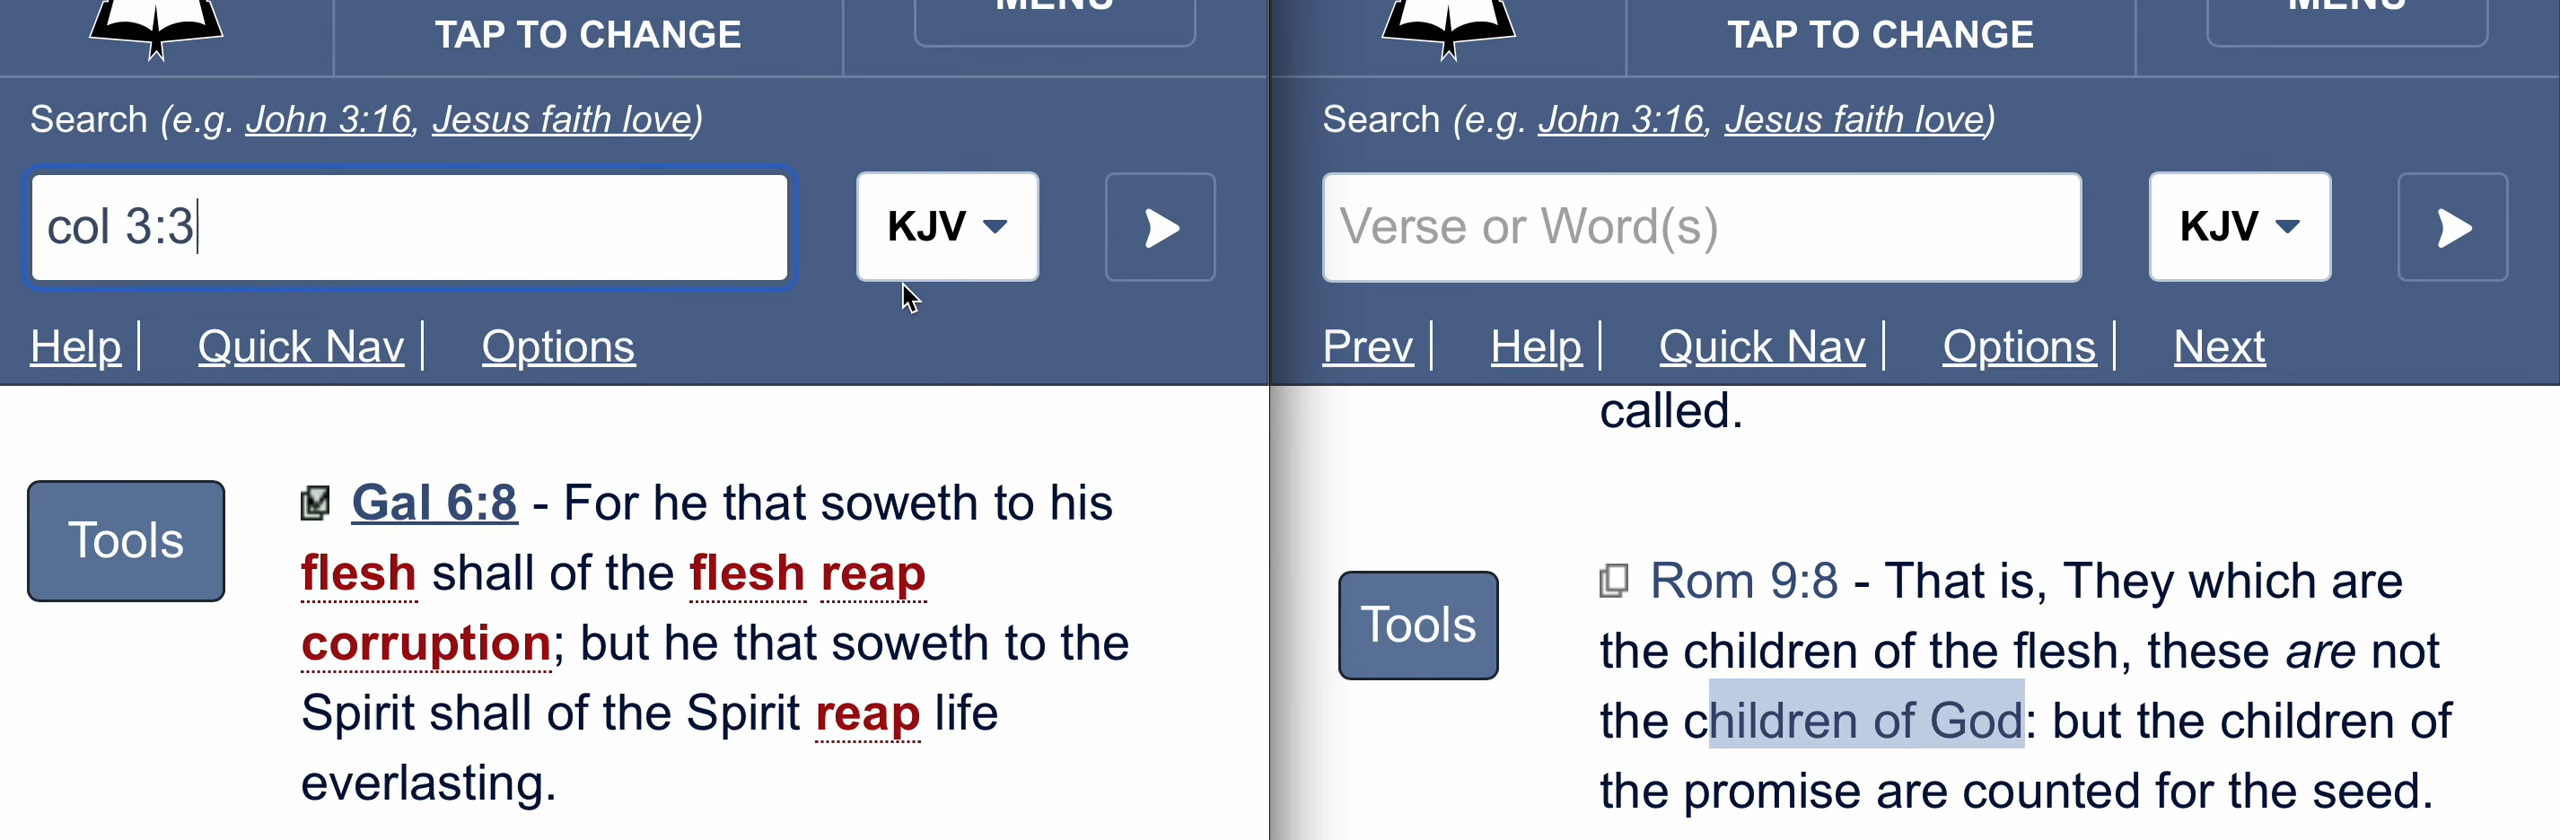 TAP TO CHANGE
MENU
Search (e.g. John 3:16, Jesus faith love)
col 3:3
KJV
Help
Quick Nav
Options
Tools
Gal 6:8 - For he that soweth to his
flesh shall of the flesh reap
corruption; but he that soweth to the
Spirit shall of the Spirit reap life
everlasting.
TAP TO CHANGE
MENU
Search (e.g. John 3:16, Jesus faith love)
Verse or Word(s)
KJV
Prev
Help
Quick Nav
Options
Next
called.
Tools
Rom 9:8 - That is, They which are
the children of the flesh, these are not
the children of God: but the children of
the promise are counted for the seed.